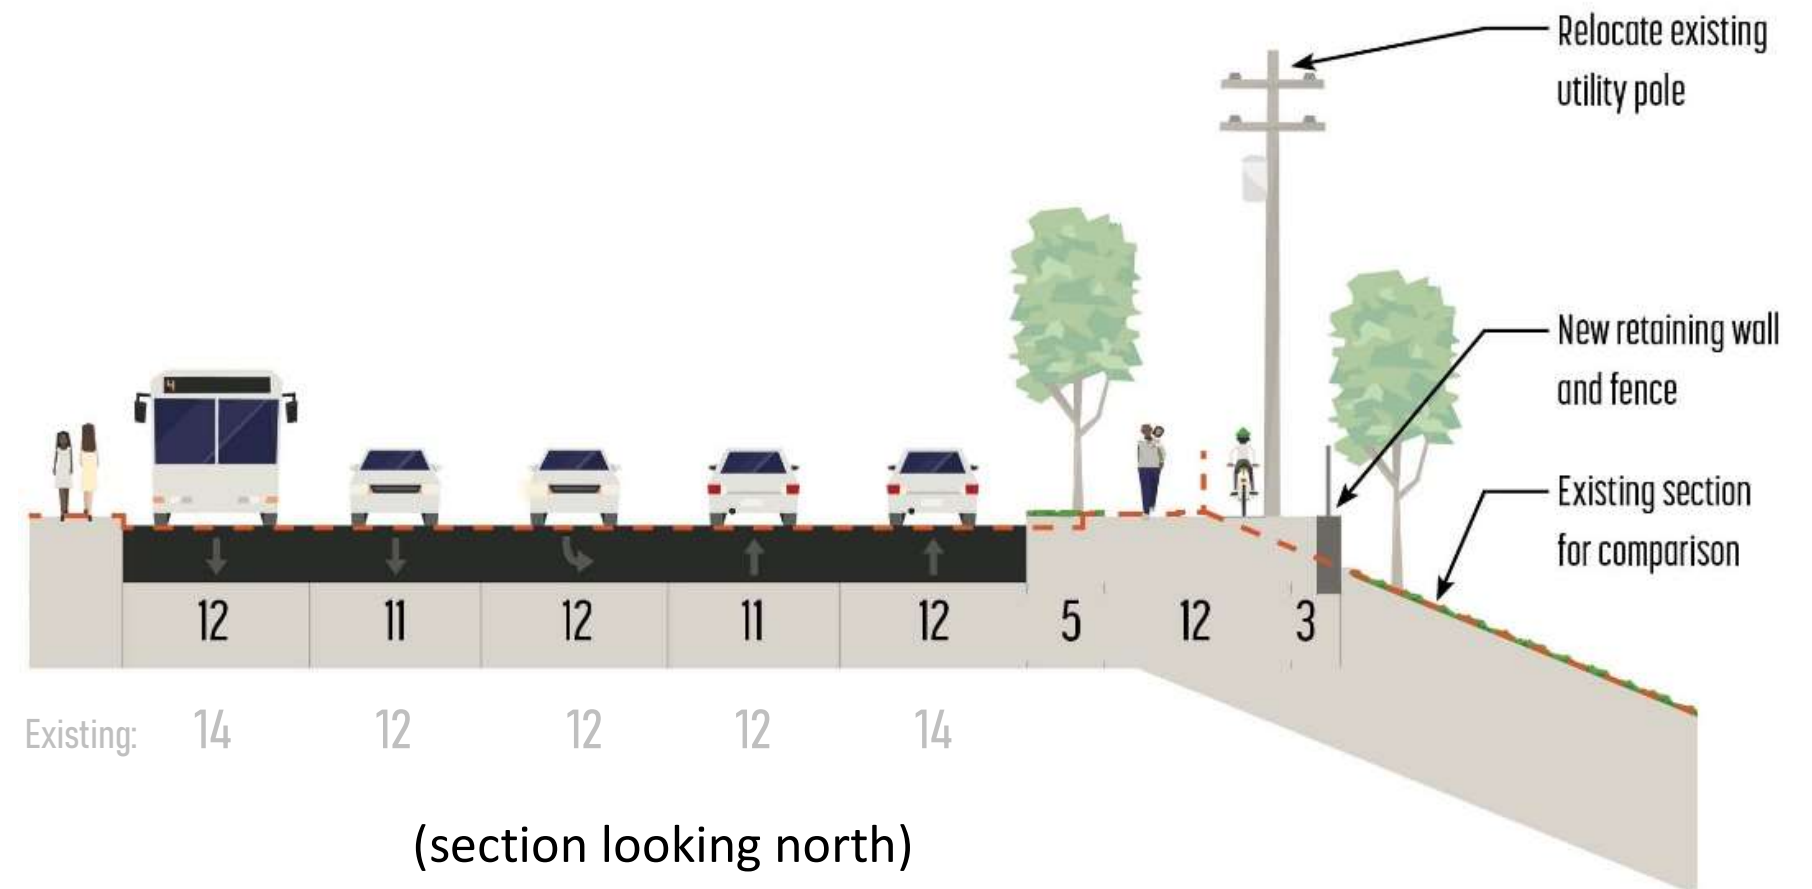 Relocate existing
utility pole
New retaining wall
and fence
4
Existing section
for comparison
12 11 12 11 12 5 12 3
Existing: 14 12 12 12 14
(section looking north)